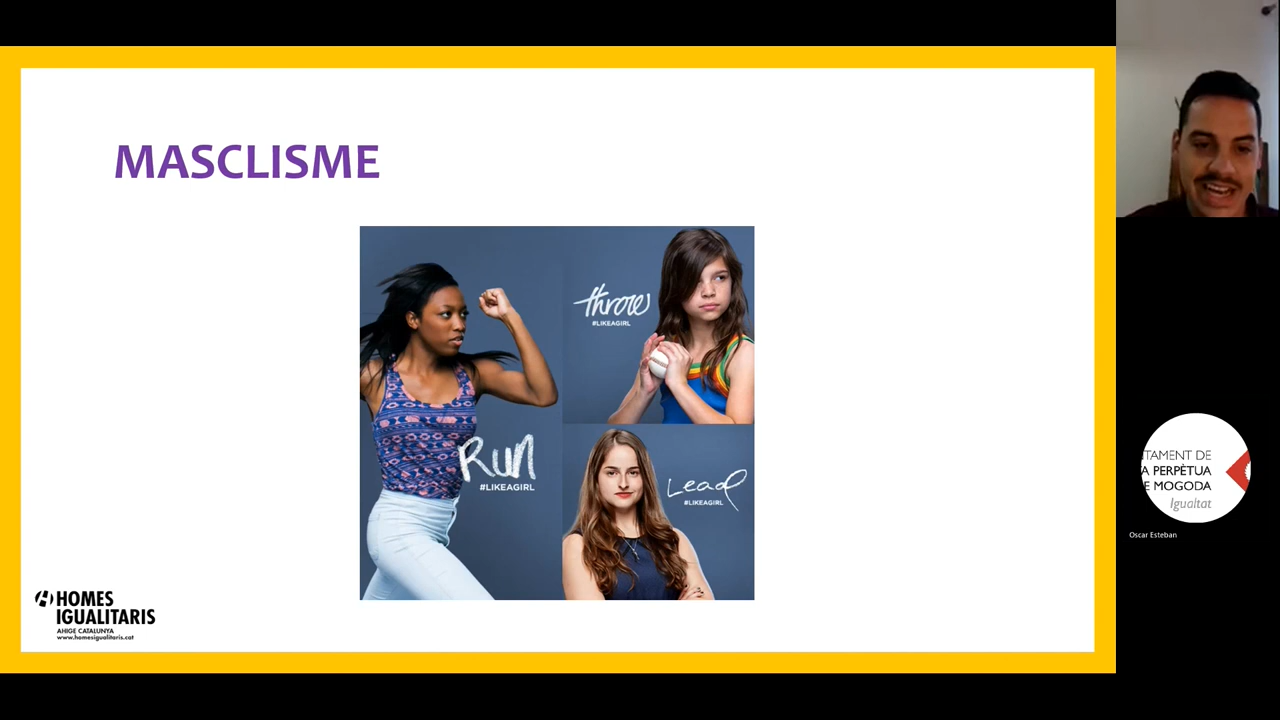 MASCLISME
throw
#LIKEAGIRL
Run
#LIKEAGIRL
Lead
#LIKEAGIRL
HOMES
IGUALITARIS
AHIGE CATALUNYA
www.homesigualitaris.cat
TAMENT DE
A PERPÈTUA
E MOGODA
Igualtat
Oscar Esteban